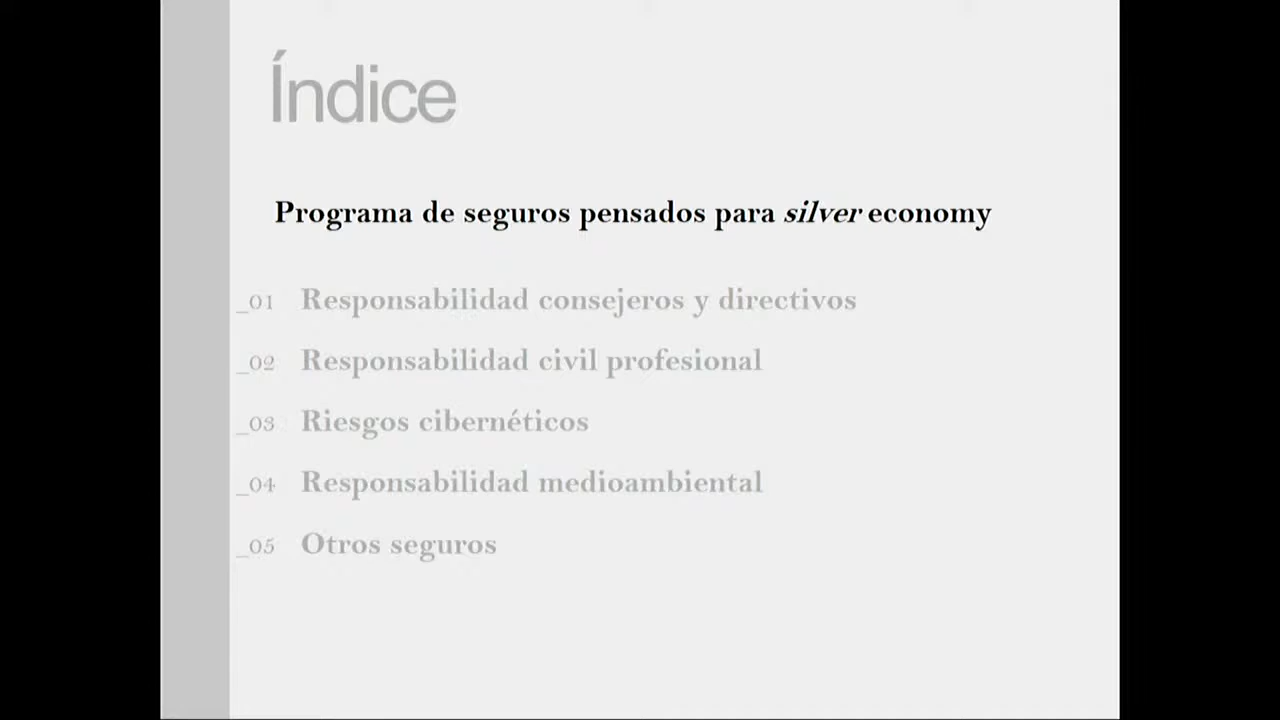 Índice
Programa de seguros pensados para silver economy
_01 Responsabilidad consejeros y directivos
_02 Responsabilidad civil profesional
_03 Riesgos cibernéticos
_04 Responsabilidad medioambiental
_05 Otros seguros